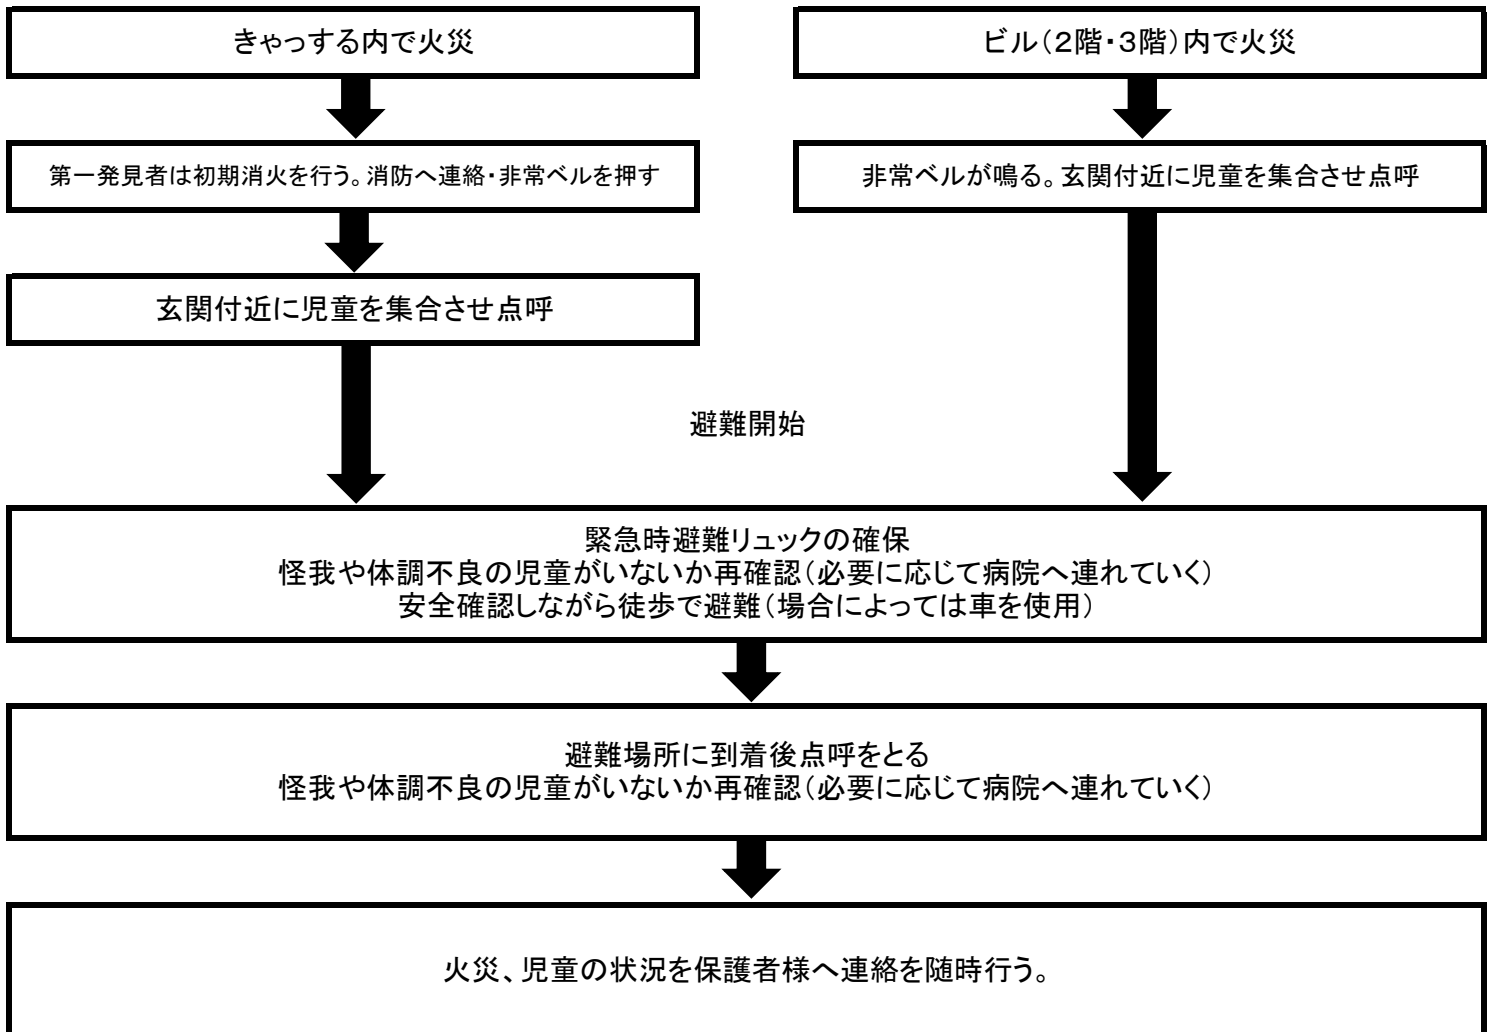 きゃっする内で火災
ビル（2階・3階）内で火災
第一発見者は初期消火を行う。消防へ連絡・非常ベルを押す
非常ベルが鳴る。玄関付近に児童を集合させ点呼
玄関付近に児童を集合させ点呼
避難開始
緊急時避難リュックの確保
怪我や体調不良の児童がいないか再確認（必要に応じて病院へ連れていく）
安全確認しながら徒歩で避難（場合によっては車を使用）
避難場所に到着後点呼をとる
怪我や体調不良の児童がいないか再確認（必要に応じて病院へ連れていく）
火災、児童の状況を保護者様へ連絡を随時行う。